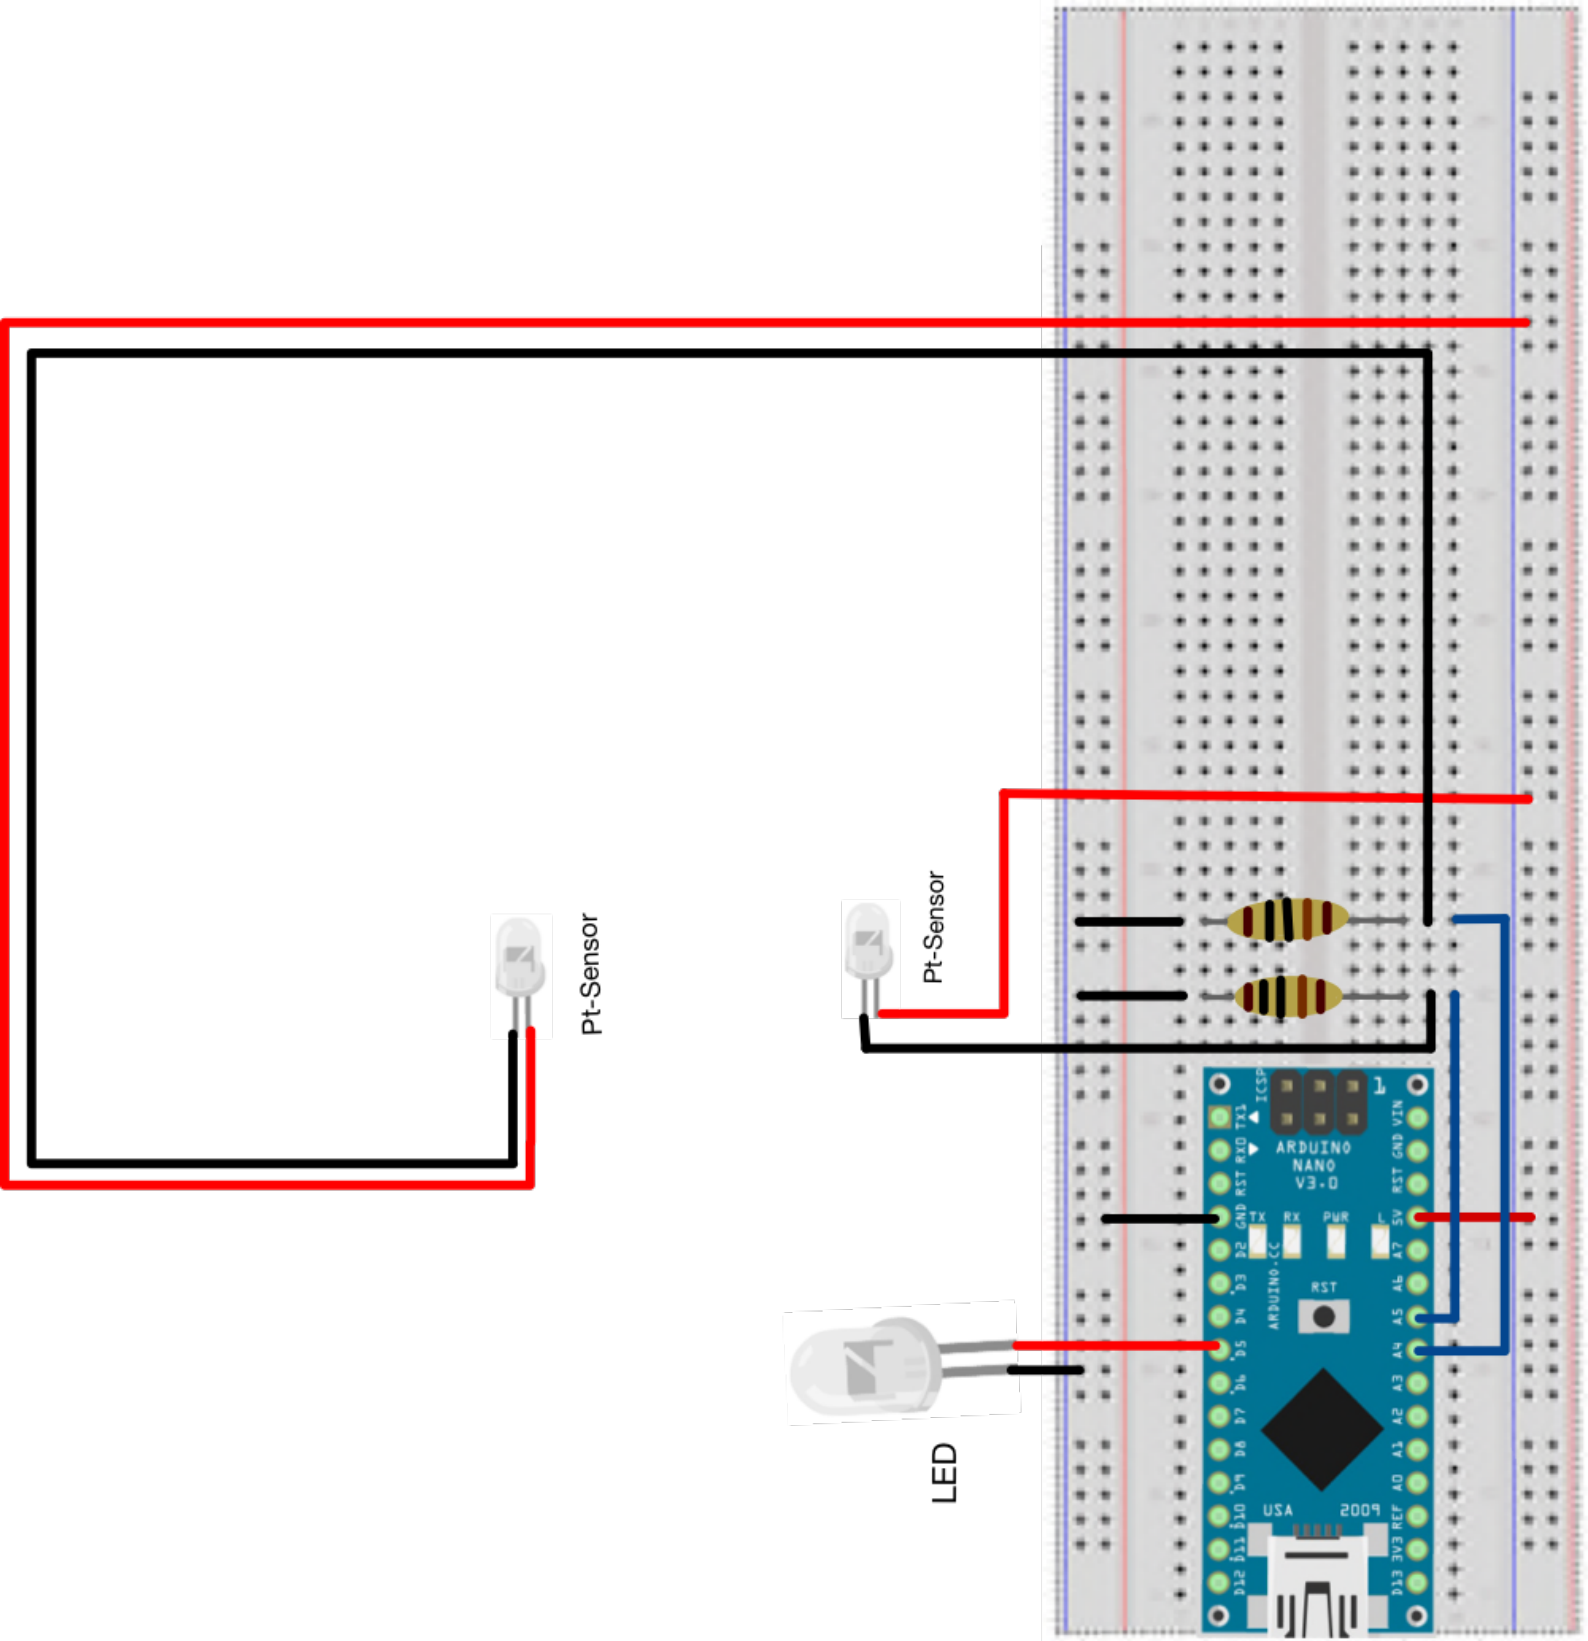 Pt-Sensor
Pt-Sensor
LED
ICSP
1
TX1
RX0
RST
GND
D2
D3
D4
D5
D6
D7
D8
D9
D10
D11
D12
VIN
GND
RST
5V
A7
A6
A5
A4
A3
A2
A1
A0
REF
3V3
D13
ARDUINO
NANO
V3.0
TX RX PWR L
ARDUINO.CC
RST
USA 2009